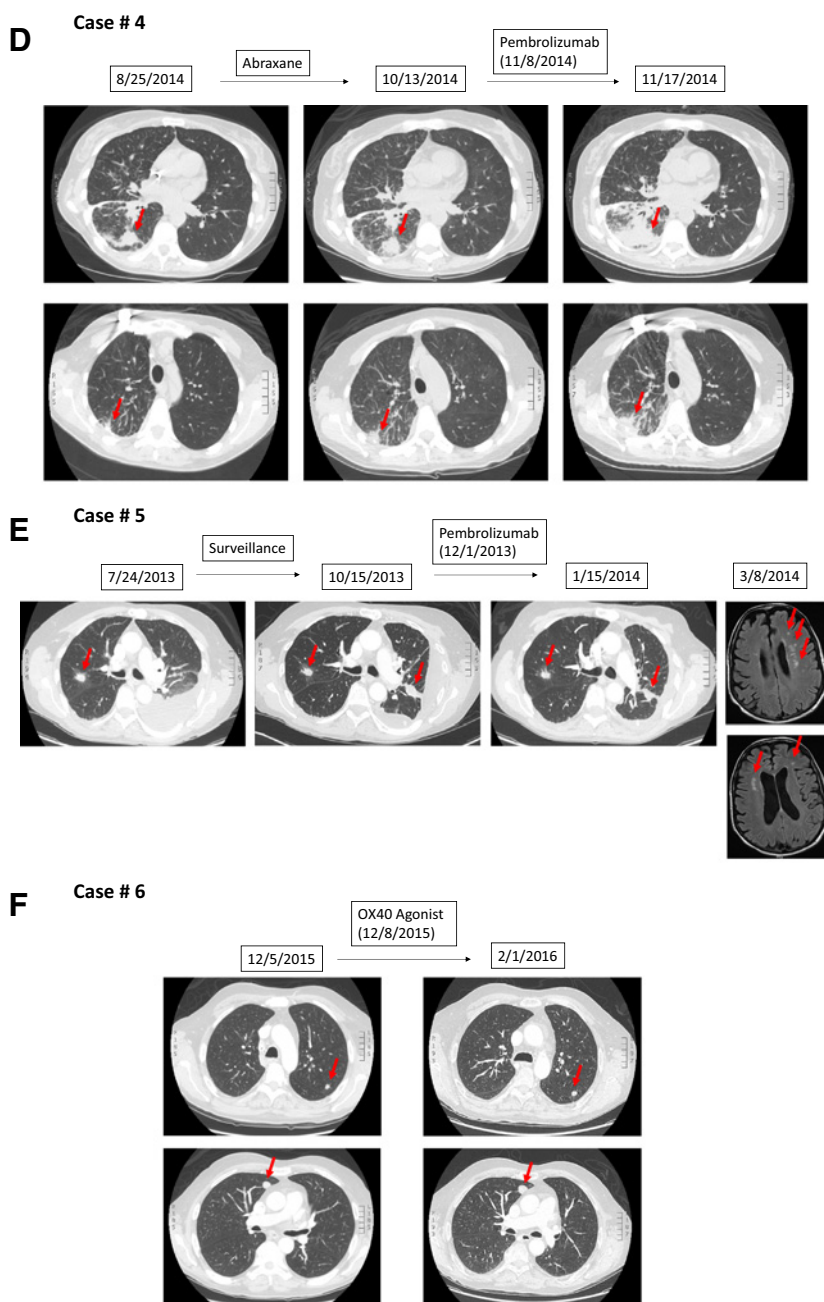 D
Case # 4
8/25/2014
Abraxane
10/13/2014
Pembrolizumab
(11/8/2014)
11/17/2014
E
Case # 5
7/24/2013
Surveillance
10/15/2013
Pembrolizumab
(12/1/2013)
1/15/2014
3/8/2014
F
Case # 6
12/5/2015
OX40 Agonist
(12/8/2015)
2/1/2016